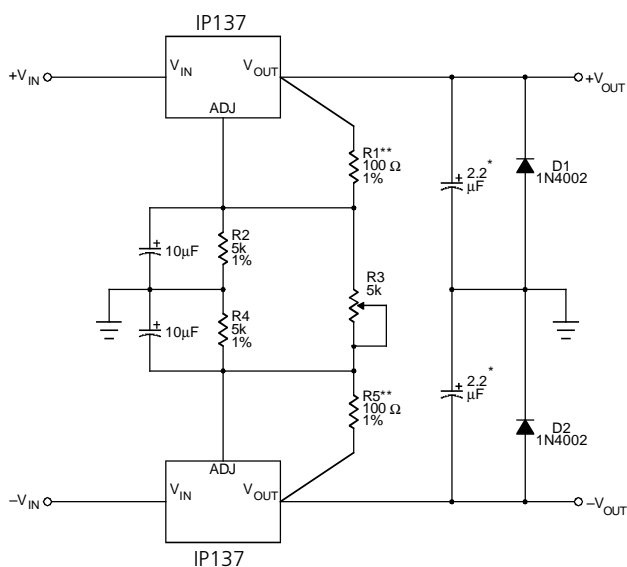 IP137
+V_IN
V_IN
V_OUT
+V_OUT
ADJ
R1**
100 Ω
1%
2.2*
+
µF
D1
1N4002
+
10µF
R2
5k
1%
R3
5k
+
10µF
R4
5k
1%
R5**
100 Ω
1%
2.2*
+
µF
D2
1N4002
ADJ
–V_IN
V_IN
V_OUT
–V_OUT
IP137